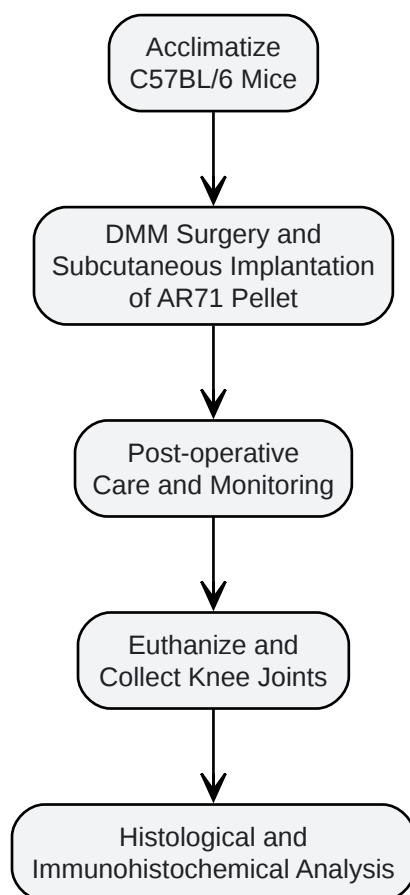 Acclimatize
C57BL/6 Mice
DMM Surgery and
Subcutaneous Implantation
of AR71 Pellet
Post-operative
Care and Monitoring
Euthanize and
Collect Knee Joints
Histological and
Immunohistochemical Analysis